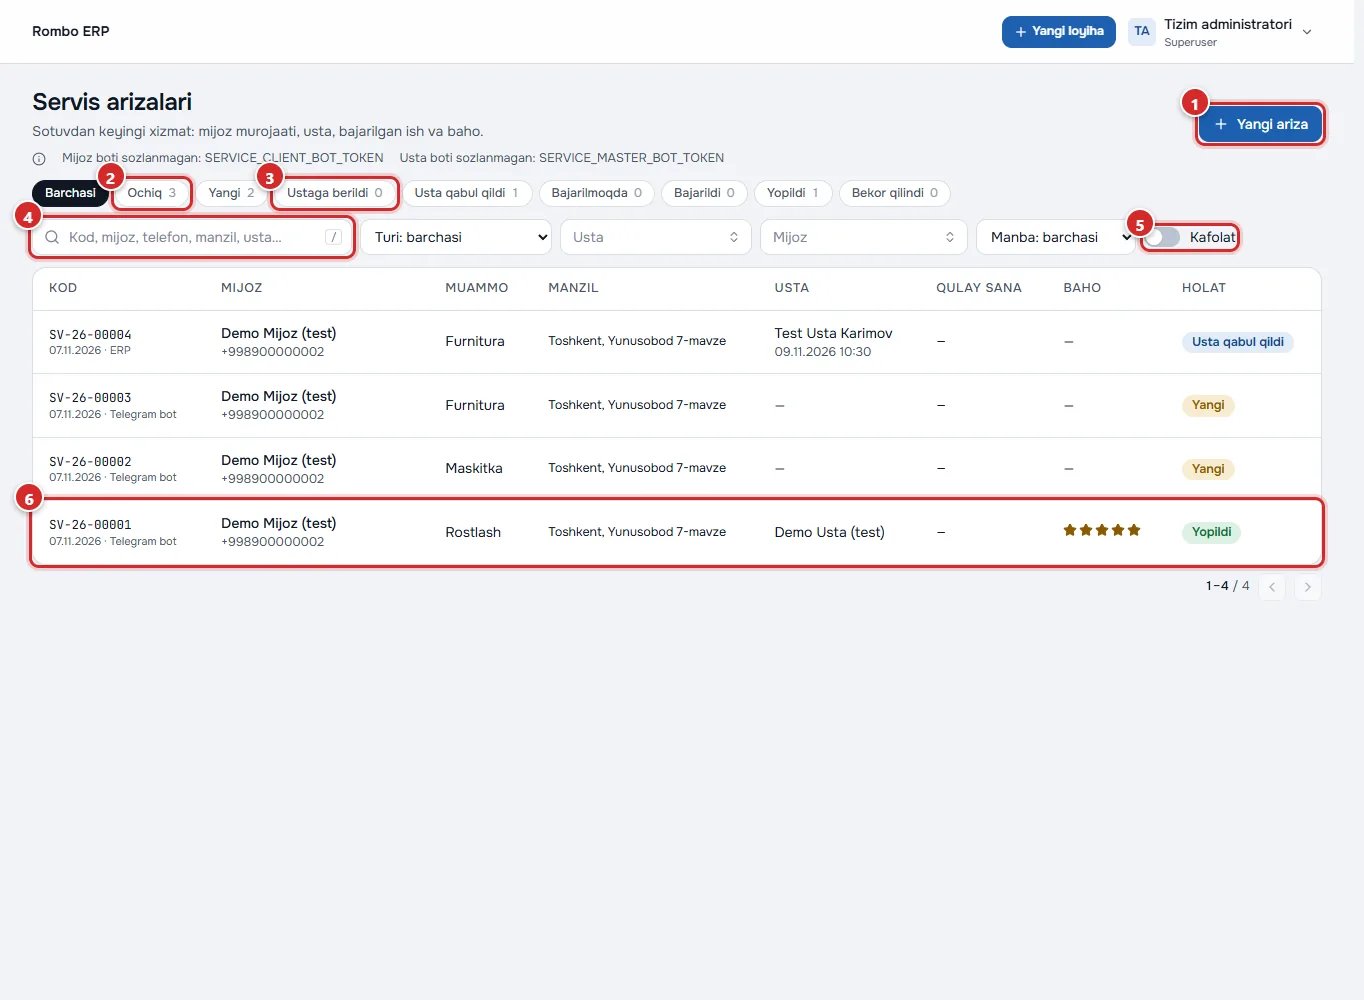 Rombo ERP
+ Yangi loyiha
TA
Tizim administratori
Superuser
Servis arizalari
Sotuvdan keyingi xizmat: mijoz murojaati, usta, bajarilgan ish va baho.
1
+ Yangi ariza
Mijoz boti sozlanmagan: SERVICE_CLIENT_BOT_TOKEN Usta boti sozlanmagan: SERVICE_MASTER_BOT_TOKEN
2
3
Barchasi Ochiq 3 Yangi 2 Ustaga berildi 0 Usta qabul qildi 1 Bajarilmoqda 0 Bajarildi 0 Yopildi 1 Bekor qilindi 0
4
5
Kod, mijoz, telefon, manzil, usta... / Turi: barchasi Usta Mijoz Manba: barchasi Kafolat
KOD MIJOZ MUAMMO MANZIL USTA QULAY SANA BAHO HOLAT
SV-26-00004 Demo Mijoz (test) Furnitura Toshkent, Yunusobod 7-mavze Test Usta Karimov – – Usta qabul qildi
07.11.2026 · ERP +998900000002 09.11.2026 10:30
SV-26-00003 Demo Mijoz (test) Furnitura Toshkent, Yunusobod 7-mavze – – – Yangi
07.11.2026 · Telegram bot +998900000002
SV-26-00002 Demo Mijoz (test) Maskitka Toshkent, Yunusobod 7-mavze – – – Yangi
07.11.2026 · Telegram bot +998900000002
6
SV-26-00001 Demo Mijoz (test) Rostlash Toshkent, Yunusobod 7-mavze Demo Usta (test) – ★★★★★ Yopildi
07.11.2026 · Telegram bot +998900000002
1–4 / 4